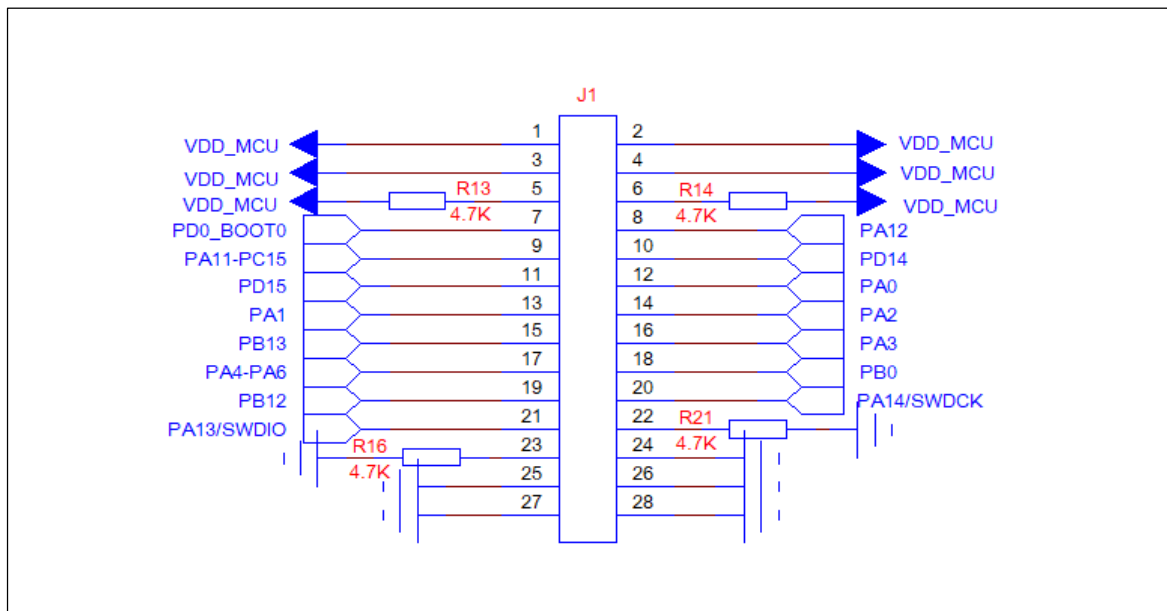 J1
VDD_MCU 1 2 VDD_MCU
VDD_MCU 3 4 VDD_MCU
VDD_MCU R13 4.7K 5 6 R14 4.7K VDD_MCU
PD0_BOOT0 7 8 PA12
PA11-PC15 9 10 PD14
PD15 11 12 PA0
PA1 13 14 PA2
PB13 15 16 PA3
PA4-PA6 17 18 PB0
PB12 19 20 PA14/SWDCK
PA13/SWDIO 21 22 R21 4.7K
R16 4.7K 23 24
25 26
27 28